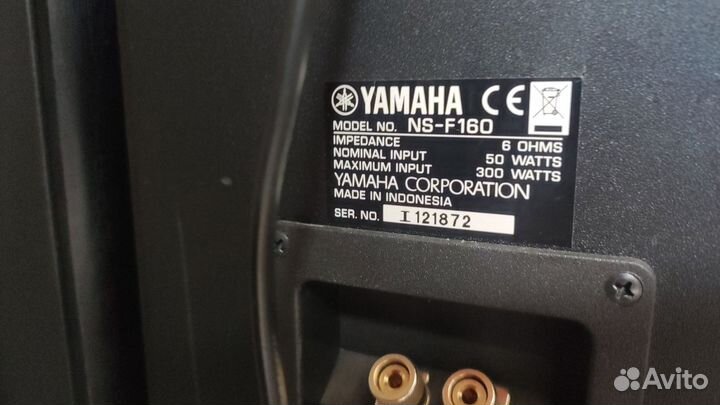 YAMAHA CE
MODEL NO. NS-F160
IMPEDANCE 6 OHMS
NOMINAL INPUT 50 WATTS
MAXIMUM INPUT 300 WATTS
YAMAHA CORPORATION
MADE IN INDONESIA
SER. NO. I 121872
Avito